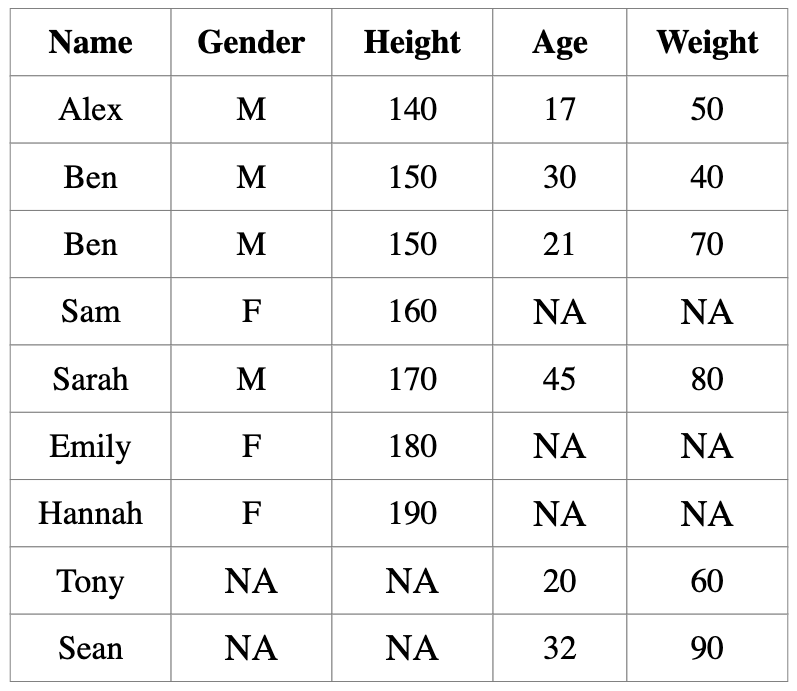 Name Gender Height Age Weight
Alex M 140 17 50
Ben M 150 30 40
Ben M 150 21 70
Sam F 160 NA NA
Sarah M 170 45 80
Emily F 180 NA NA
Hannah F 190 NA NA
Tony NA NA 20 60
Sean NA NA 32 90